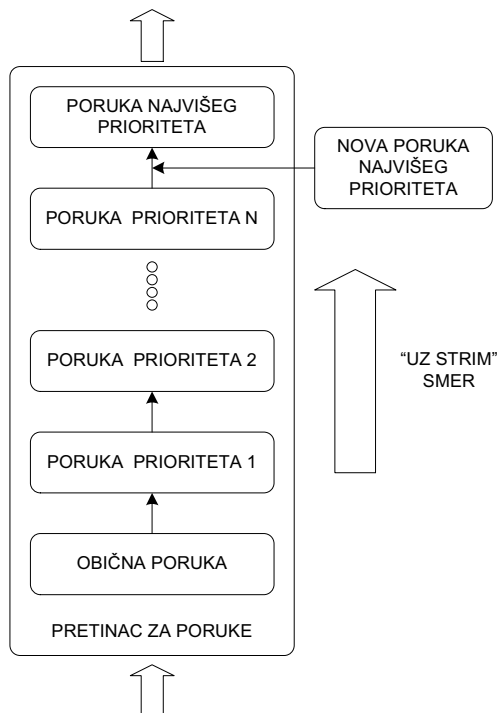 PORUKA NAJVIŠEG
PRIORITETA
NOVA PORUKA
NAJVIŠEG
PRIORITETA
PORUKA PRIORITETA N
PORUKA PRIORITETA 2
“UZ STRIM”
SMER
PORUKA PRIORITETA 1
OBIČNA PORUKA
PRETINAC ZA PORUKE